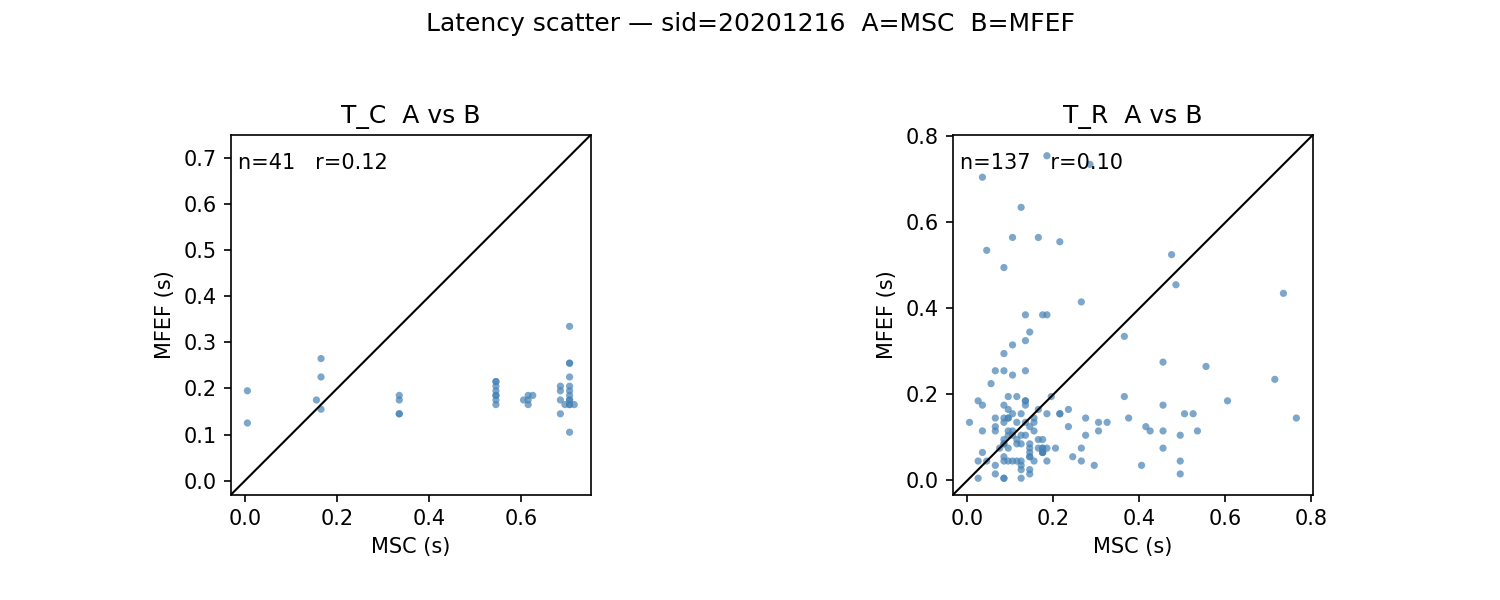 Latency scatter — sid=20201216  A=MSC  B=MFEF
T_C  A vs B
n=41   r=0.12
0.7
0.6
0.5
0.4
0.3
0.2
0.1
0.0
MFEF (s)
0.0 0.2 0.4 0.6
MSC (s)
T_R  A vs B
n=137   r=0.10
0.8
0.6
0.4
0.2
0.0
MFEF (s)
0.0 0.2 0.4 0.6 0.8
MSC (s)